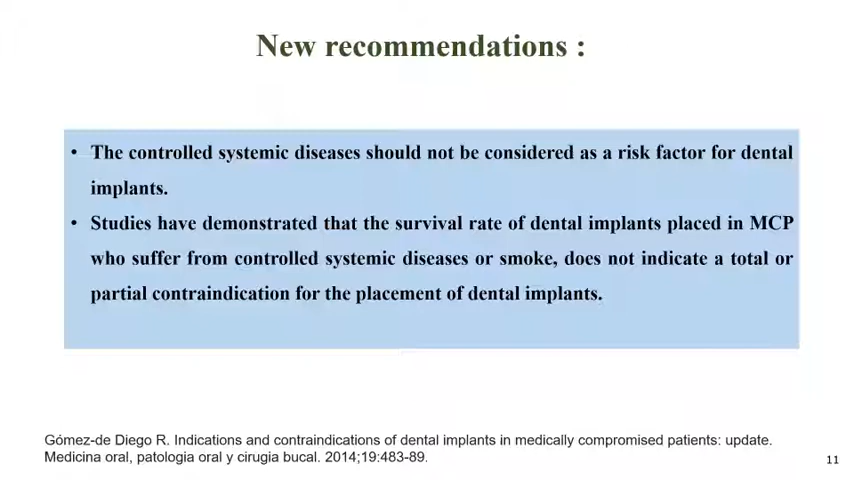 New recommendations :
• The controlled systemic diseases should not be considered as a risk factor for dental
implants.
• Studies have demonstrated that the survival rate of dental implants placed in MCP
who suffer from controlled systemic diseases or smoke, does not indicate a total or
partial contraindication for the placement of dental implants.
Gómez-de Diego R. Indications and contraindications of dental implants in medically compromised patients: update.
Medicina oral, patologia oral y cirugia bucal. 2014;19:483-89.
11